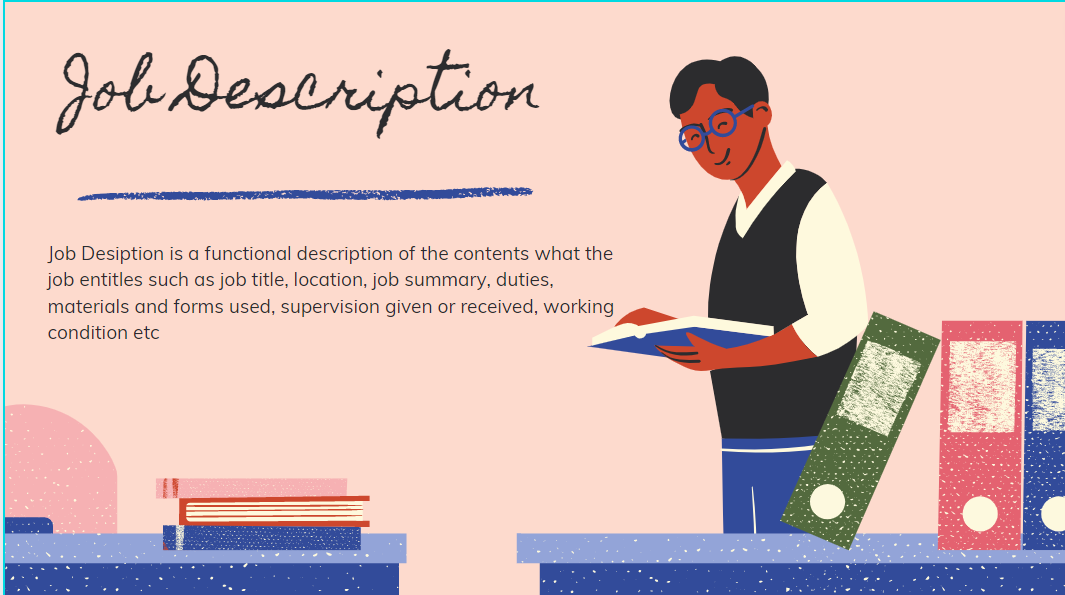 Job Description
Job Desiption is a functional description of the contents what the
job entitles such as job title, location, job summary, duties,
materials and forms used, supervision given or received, working
condition etc